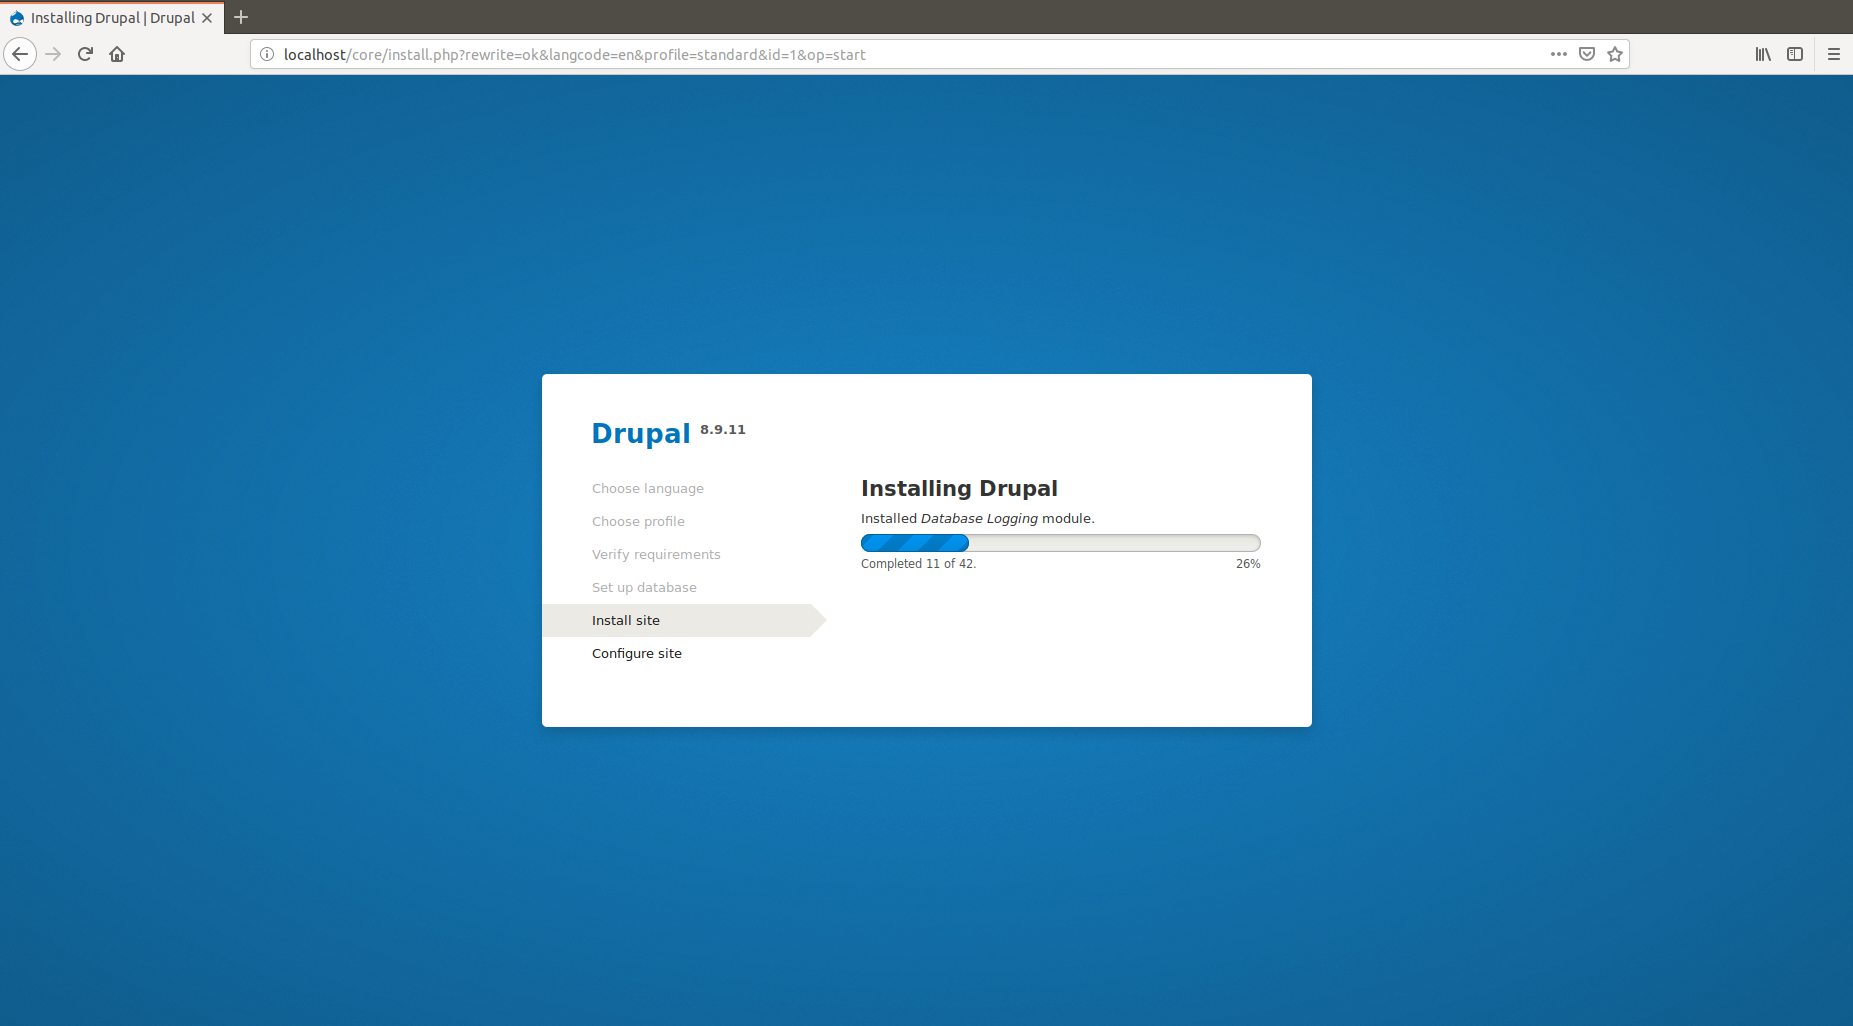 Installing Drupal | Drupal
localhost/core/install.php?rewrite=ok&langcode=en&profile=standard&id=1&op=start
Drupal 8.9.11
Choose language
Choose profile
Verify requirements
Set up database
Install site
Configure site
Installing Drupal
Installed Database Logging module.
Completed 11 of 42.
26%